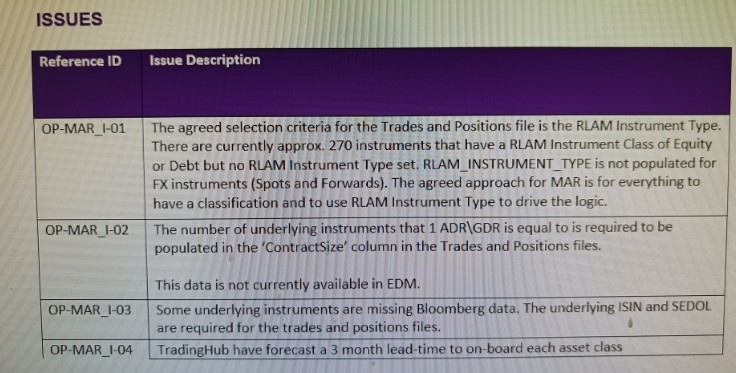 ISSUES
Reference ID Issue Description
OP-MAR_I-01 The agreed selection criteria for the Trades and Positions file is the RLAM Instrument Type.
There are currently approx. 270 instruments that have a RLAM Instrument Class of Equity
or Debt but no RLAM Instrument Type set. RLAM_INSTRUMENT_TYPE is not populated for
FX instruments (Spots and Forwards). The agreed approach for MAR is for everything to
have a classification and to use RLAM Instrument Type to drive the logic.
OP-MAR_I-02 The number of underlying instruments that 1 ADR\GDR is equal to is required to be
populated in the 'ContractSize' column in the Trades and Positions files.
This data is not currently available in EDM.
OP-MAR_I-03 Some underlying instruments are missing Bloomberg data. The underlying ISIN and SEDOL
are required for the trades and positions files.
OP-MAR_I-04 TradingHub have forecast a 3 month lead-time to on-board each asset class